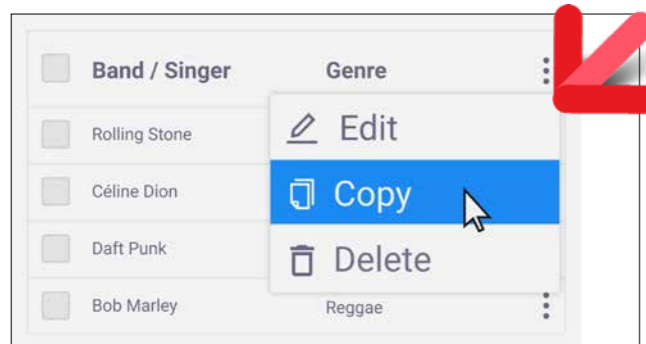 Band / Singer Genre
Rolling Stone
Edit
Céline Dion
Copy
Daft Punk
Delete
Bob Marley Reggae